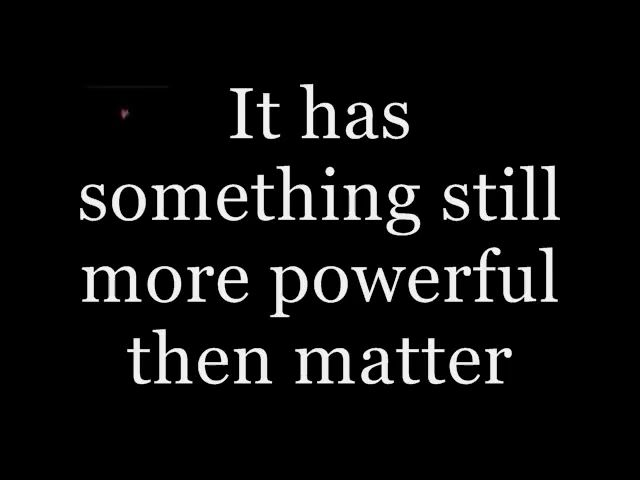 It has
something still
more powerful
then matter